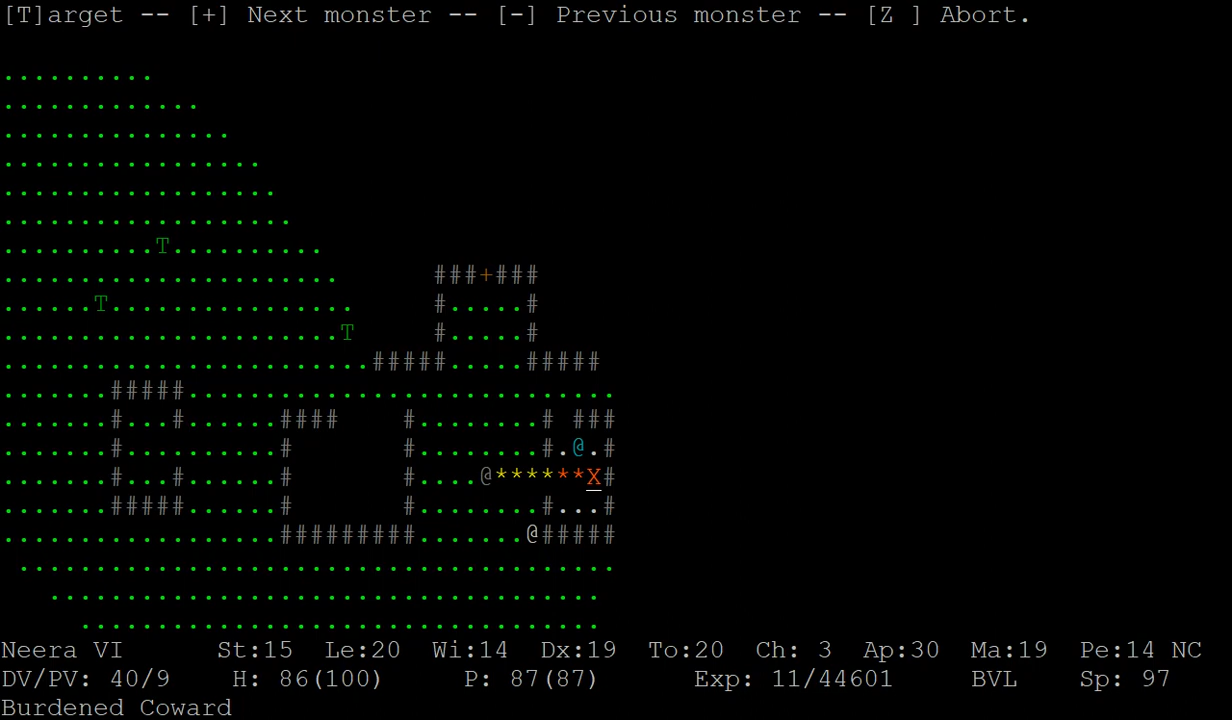 [T]arget -- [+] Next monster -- [-] Previous monster -- [Z ] Abort.
. . . . . . . . . .
. . . . . . . . . . . . .
. . . . . . . . . . . . . . .
. . . . . . . . . . . . . . . . .
. . . . . . . . . . . . . . . . . .
. . . . . . . . . . . . . . . . . . .
..........T..........
...................... ###+###
......T................ #.....#
......................T #.....#
........................#####.....#####
.......#####............................
.......#...#......#### #........# ###
.......#..........# #........#.@.#
.......#...#......# #....@*******X#
.......#####......# #........#...#
..................#########.......@#####
.......................................
....................................
.................................
Neera VI St:15 Le:20 Wi:14 Dx:19 To:20 Ch: 3 Ap:30 Ma:19 Pe:14 NC
DV/PV: 40/9 H: 86(100) P: 87(87) Exp: 11/44601 BVL Sp: 97
Burdened Coward